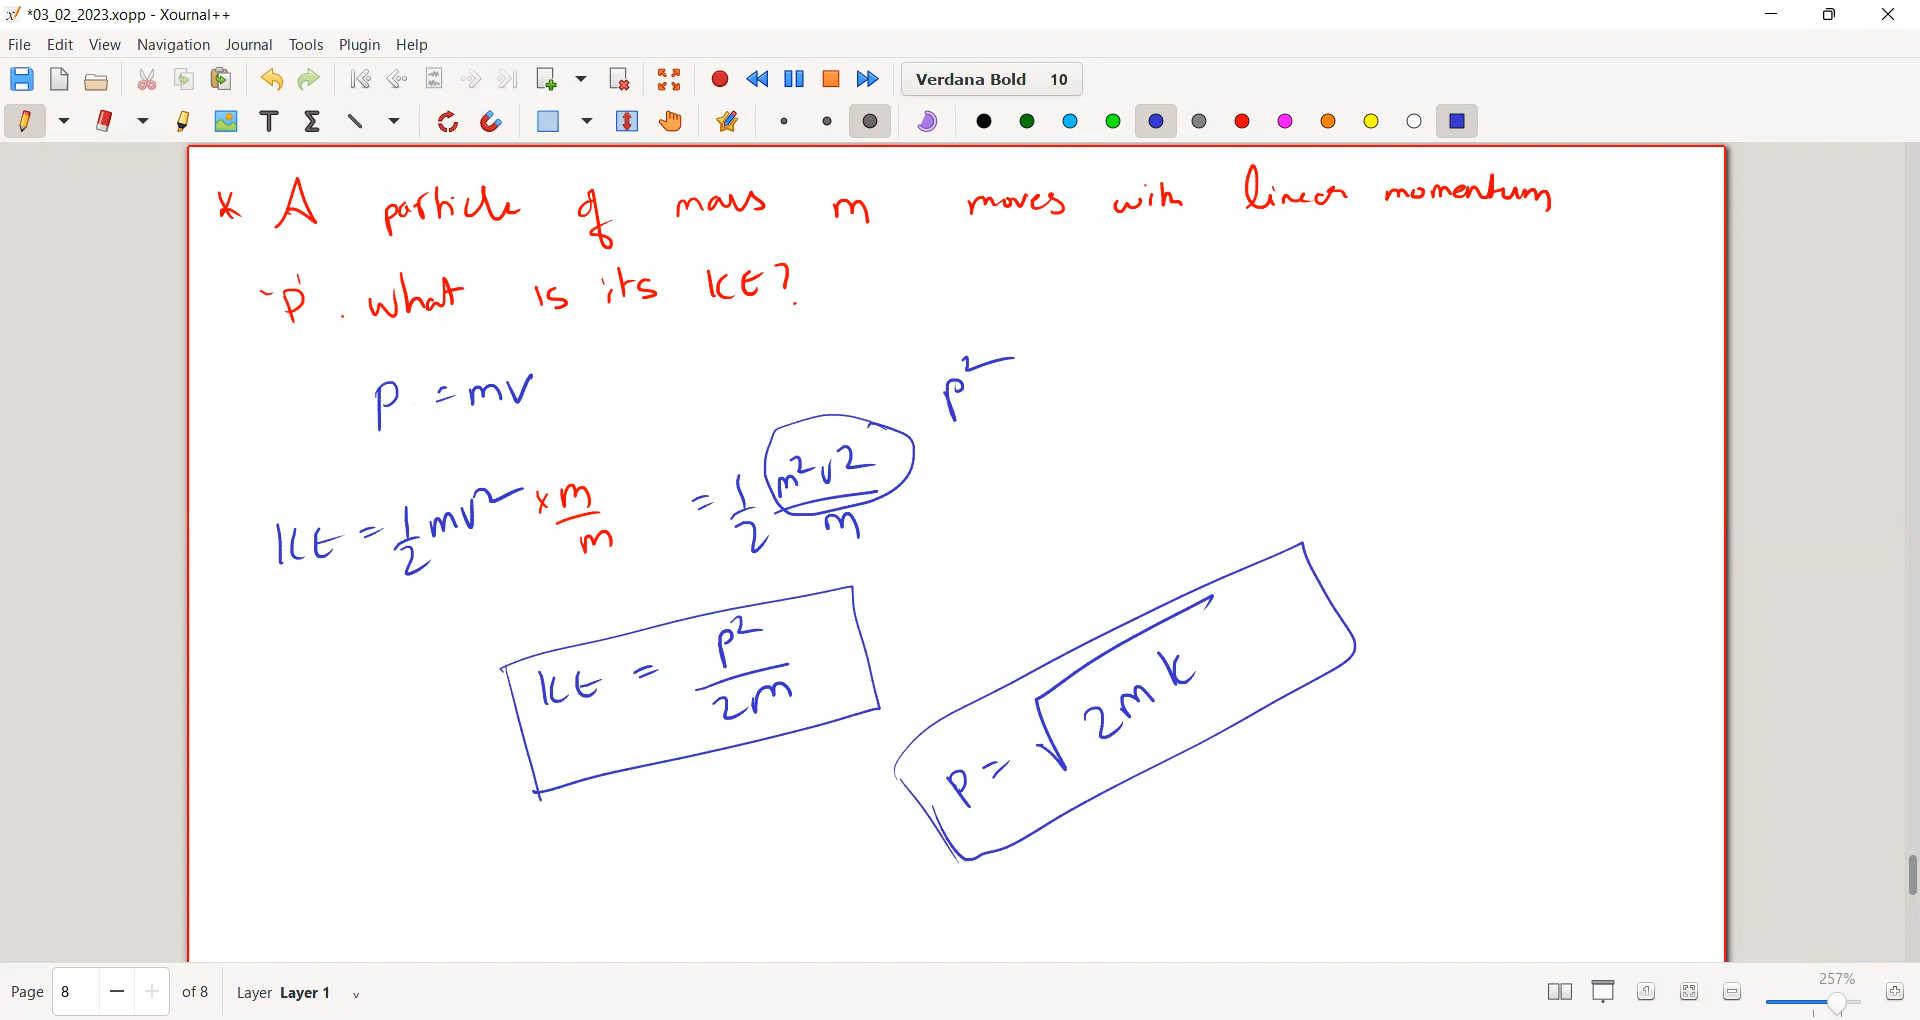 *03_02_2023.xopp - Xournal++
File Edit View Navigation Journal Tools Plugin Help
Verdana Bold 10
* A particle of mass m moves with linear momentum
'p'. what is its KE?
p = mv
p²
KE = 1/2 mv² × m/m = 1/2 m²v²/m
KE = p²/2m
p = √2mk
Page 8 of 8 Layer Layer 1 257%